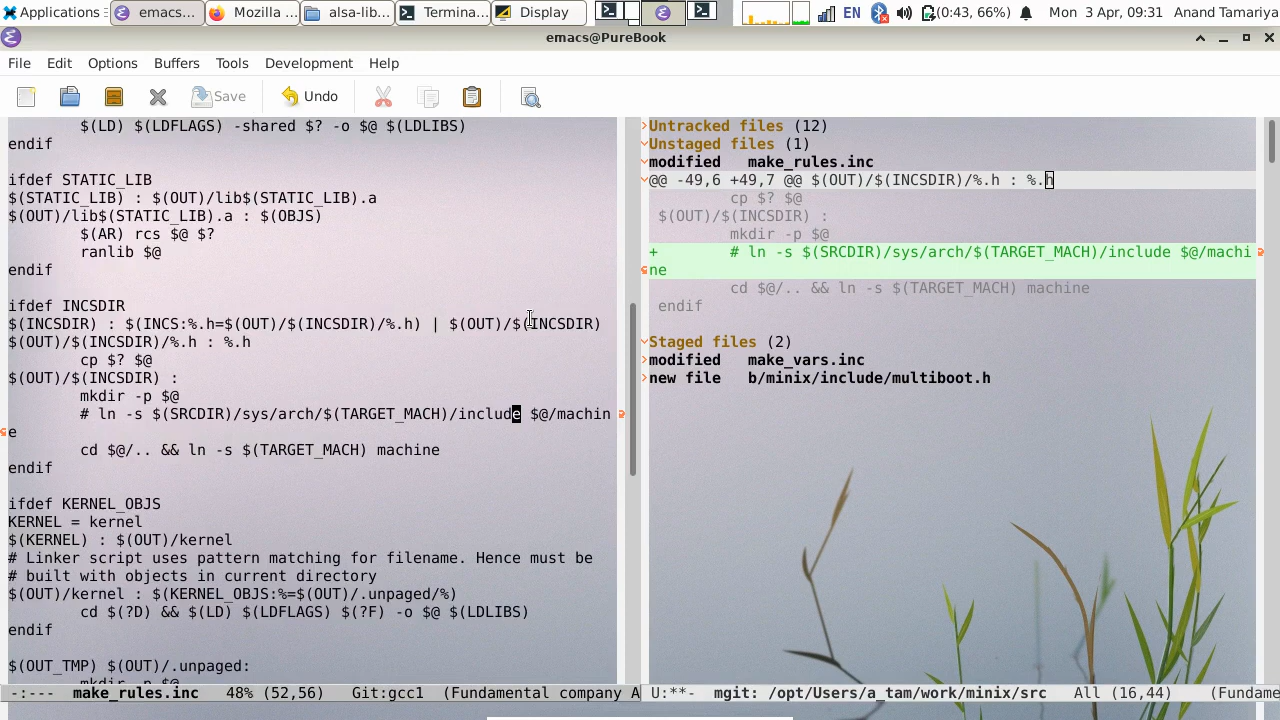 Applications emacs... Mozilla ... alsa-lib... Termina... Display EN (0:43, 66%) Mon 3 Apr, 09:31 Anand Tamariya
emacs@PureBook
File Edit Options Buffers Tools Development Help
Save Undo
$(LD) $(LDFLAGS) -shared $? -o $@ $(LDLIBS)
endif
ifdef STATIC_LIB
$(STATIC_LIB) : $(OUT)/lib$(STATIC_LIB).a
$(OUT)/lib$(STATIC_LIB).a : $(OBJS)
$(AR) rcs $@ $?
ranlib $@
endif
ifdef INCSDIR
$(INCSDIR) : $(INCS:%.h=$(OUT)/$(INCSDIR)/%.h) | $(OUT)/$(INCSDIR)
$(OUT)/$(INCSDIR)/%.h : %.h
cp $? $@
$(OUT)/$(INCSDIR) :
mkdir -p $@
# ln -s $(SRCDIR)/sys/arch/$(TARGET_MACH)/include $@/machin
e
cd $@/.. && ln -s $(TARGET_MACH) machine
endif
ifdef KERNEL_OBJS
KERNEL = kernel
$(KERNEL) : $(OUT)/kernel
# Linker script uses pattern matching for filename. Hence must be
# built with objects in current directory
$(OUT)/kernel : $(KERNEL_OBJS:%=$(OUT)/.unpaged/%)
cd $(?D) && $(LD) $(LDFLAGS) $(?F) -o $@ $(LDLIBS)
endif
$(OUT_TMP) $(OUT)/.unpaged:
mkdir -p $@
-:--- make_rules.inc 48% (52,56) Git:gcc1 (Fundamental company A
Untracked files (12)
Unstaged files (1)
modified make_rules.inc
@@ -49,6 +49,7 @@ $(OUT)/$(INCSDIR)/%.h : %.h
cp $? $@
$(OUT)/$(INCSDIR) :
mkdir -p $@
+ # ln -s $(SRCDIR)/sys/arch/$(TARGET_MACH)/include $@/machi
ne
cd $@/.. && ln -s $(TARGET_MACH) machine
endif
Staged files (2)
modified make_vars.inc
new file b/minix/include/multiboot.h
U:**- mgit: /opt/Users/a_tam/work/minix/src All (16,44) (Fundame